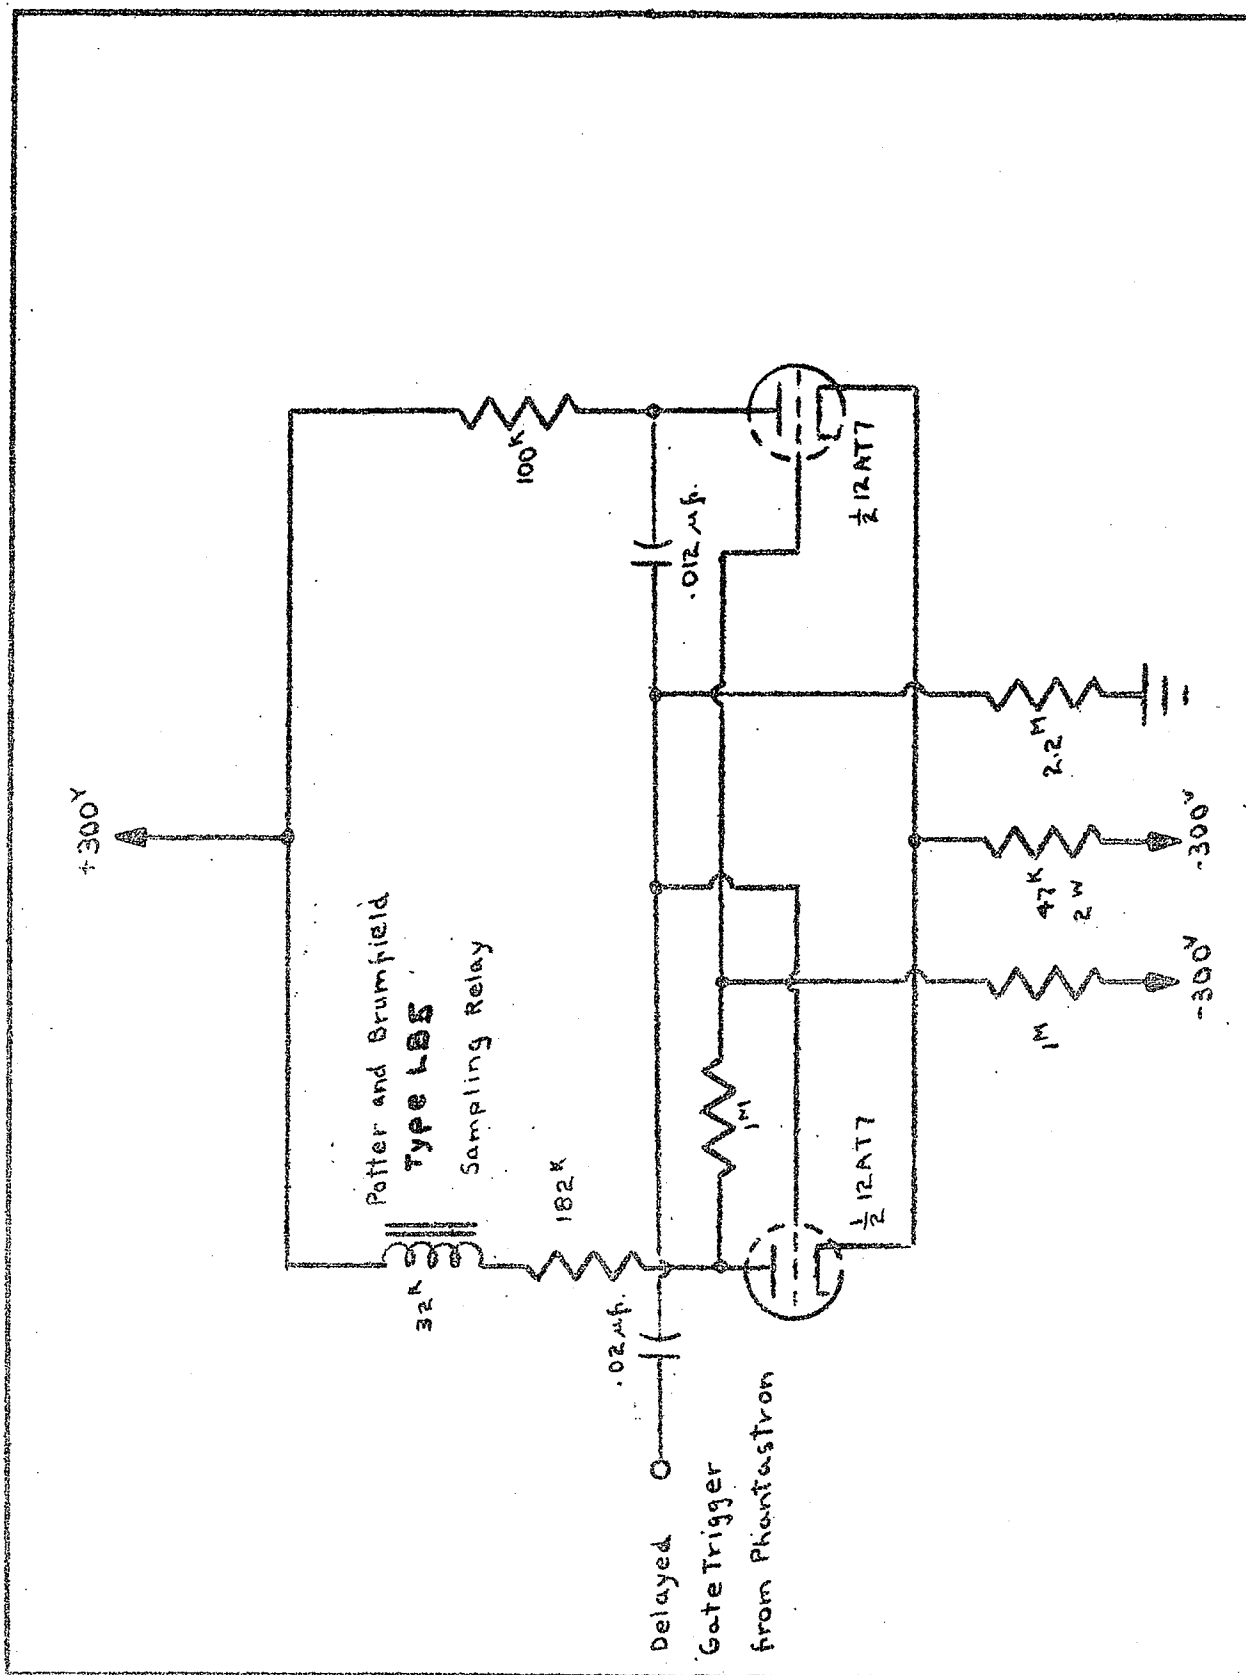 +300V
Potter and Brumfield
Type LB5
Sampling Relay
32K
182K
100K
.02 μf.
.012 μf.
Delayed
Gate Trigger
from Phantastron
1M
½ 12AT7
½ 12AT7
1M
47K
2W
2.2M
-300V
-300V